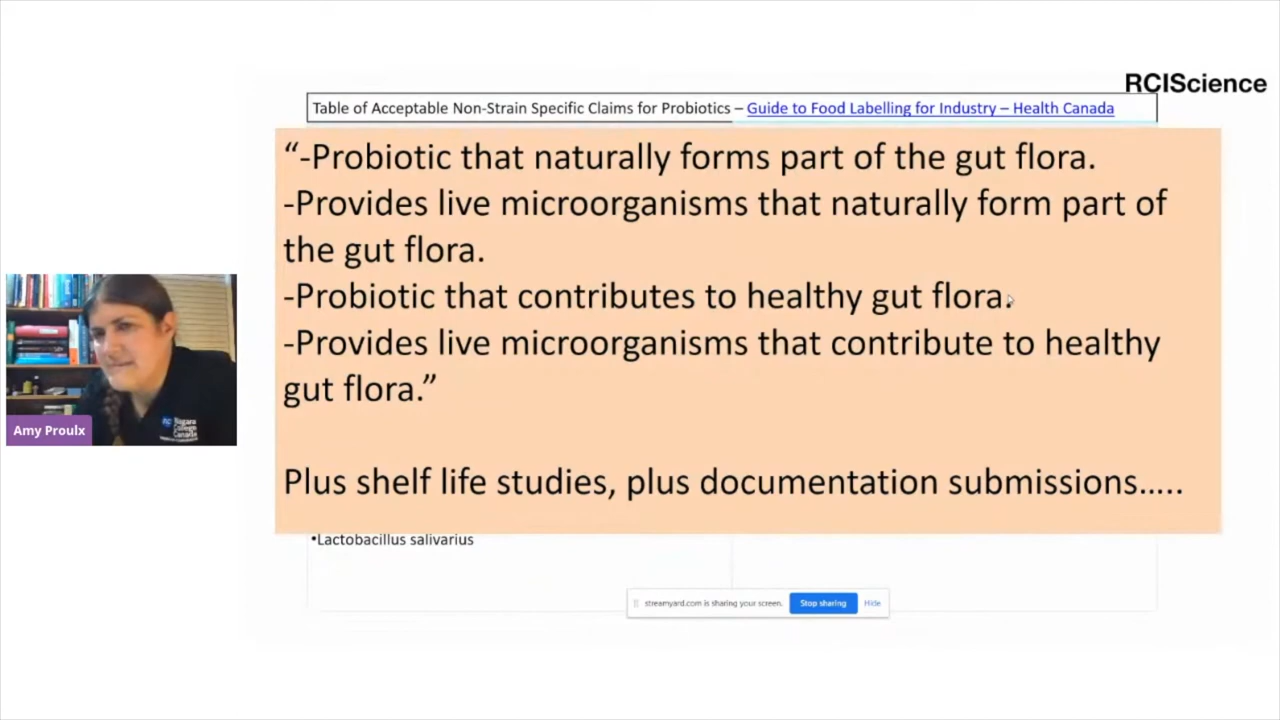 RCIScience
Table of Acceptable Non-Strain Specific Claims for Probiotics – Guide to Food Labelling for Industry – Health Canada
“-Probiotic that naturally forms part of the gut flora.
-Provides live microorganisms that naturally form part of
the gut flora.
-Probiotic that contributes to healthy gut flora.
-Provides live microorganisms that contribute to healthy
gut flora.”
Plus shelf life studies, plus documentation submissions…..
•Lactobacillus salivarius
Niagara
College
Canada
Amy Proulx
streamyard.com is sharing your screen.
Stop sharing
Hide